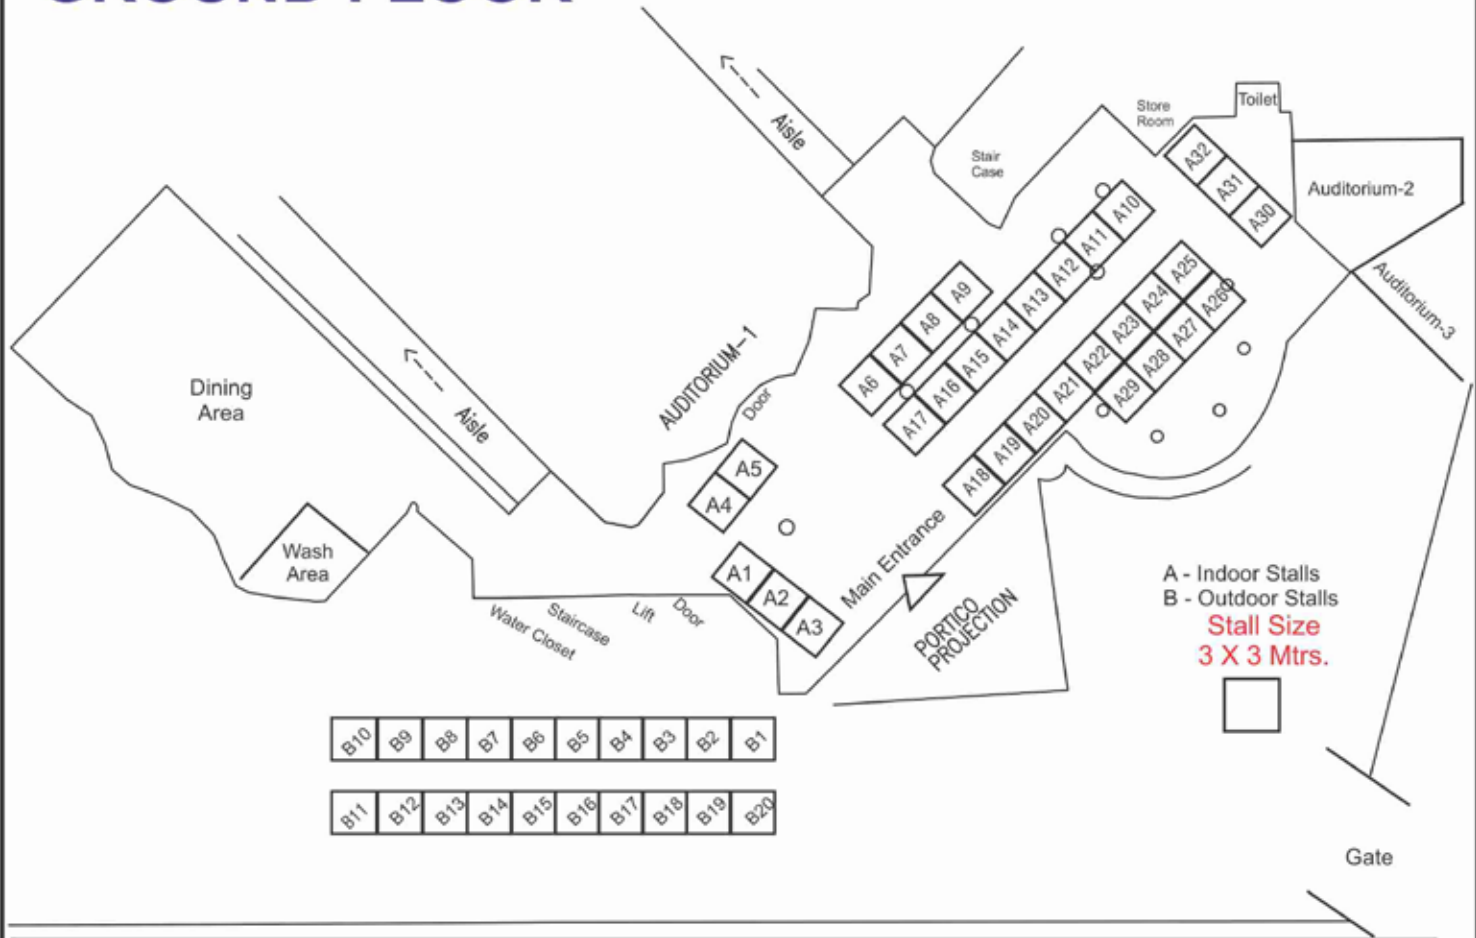 GROUND FLOOR
Aisle
Stair
Case
Store
Room
Toilet
Auditorium-2
Auditorium-3
A32
A31
A30
A10
A11
A12
A13
A14
A15
A16
A17
A9
A8
A7
A6
A25
A24
A23
A22
A21
A20
A19
A18
A26
A27
A28
A29
AUDITORIUM-1
Door
Dining
Area
Aisle
A5
A4
Wash
Area
A1
A2
A3
Main Entrance
PORTICO
PROJECTION
Water Closet
Staircase
Lift
Door
A - Indoor Stalls
B - Outdoor Stalls
Stall Size
3 X 3 Mtrs.
B10
B9
B8
B7
B6
B5
B4
B3
B2
B1
B11
B12
B13
B14
B15
B16
B17
B18
B19
B20
Gate